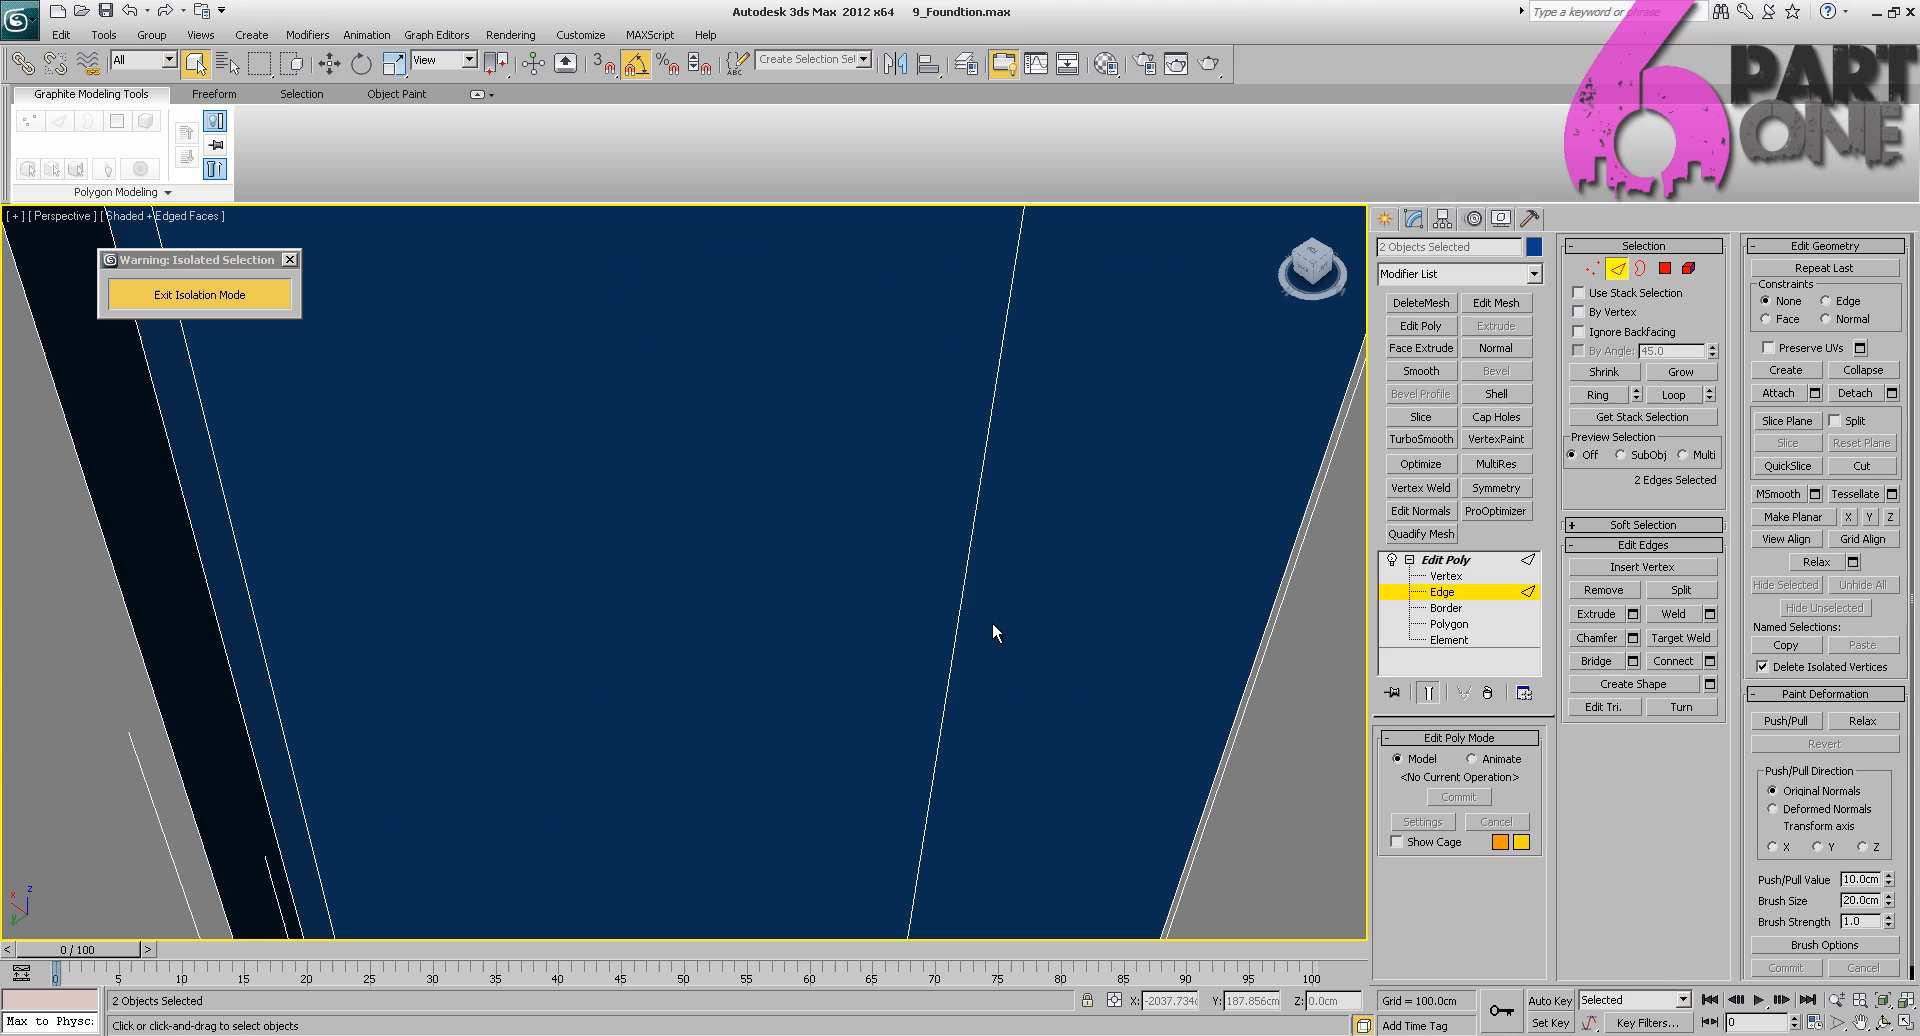 Autodesk 3ds Max 2012 x64 9_Foundtion.max
Type a keyword or phrase
Edit Tools Group Views Create Modifiers Animation Graph Editors Rendering Customize MAXScript Help
All
View
3
%
ABC
Create Selection Sel
6 PART ONE
Graphite Modeling Tools Freeform Selection Object Paint
Polygon Modeling
[ + ] [ Perspective ] [ Shaded + Edged Faces ]
Warning: Isolated Selection
Exit Isolation Mode
2 Objects Selected
Modifier List
DeleteMesh Edit Mesh
Edit Poly Extrude
Face Extrude Normal
Smooth Bevel
Bevel Profile Shell
Slice Cap Holes
TurboSmooth VertexPaint
Optimize MultiRes
Vertex Weld Symmetry
Edit Normals ProOptimizer
Quadify Mesh
Edit Poly
Vertex
Edge
Border
Polygon
Element
- Edit Poly Mode
Model Animate
<No Current Operation>
Commit
Settings Cancel
Show Cage
- Selection
Use Stack Selection
By Vertex
Ignore Backfacing
By Angle: 45.0
Shrink Grow
Ring Loop
Get Stack Selection
Preview Selection
Off SubObj Multi
2 Edges Selected
+ Soft Selection
- Edit Edges
Insert Vertex
Remove Split
Extrude Weld
Chamfer Target Weld
Bridge Connect
Create Shape
Edit Tri. Turn
- Edit Geometry
Repeat Last
Constraints
None Edge
Face Normal
Preserve UVs
Create Collapse
Attach Detach
Slice Plane Split
Slice Reset Plane
QuickSlice Cut
MSmooth Tessellate
Make Planar X Y Z
View Align Grid Align
Relax
Hide Selected Unhide All
Hide Unselected
Named Selections:
Copy Paste
Delete Isolated Vertices
- Paint Deformation
Push/Pull Relax
Revert
Push/Pull Direction
Original Normals
Deformed Normals
Transform axis
X Y Z
Push/Pull Value 10.0cm
Brush Size 20.0cm
Brush Strength 1.0
Brush Options
Commit Cancel
z
x
y
< 0 / 100 >
0 5 10 15 20 25 30 35 40 45 50 55 60 65 70 75 80 85 90 95 100
2 Objects Selected
X: -2037.734c Y: 187.856cm Z: 0.0cm Grid = 100.0cm
Auto Key Selected
Max to Physc:
Click or click-and-drag to select objects
Add Time Tag
Set Key Key Filters...
0